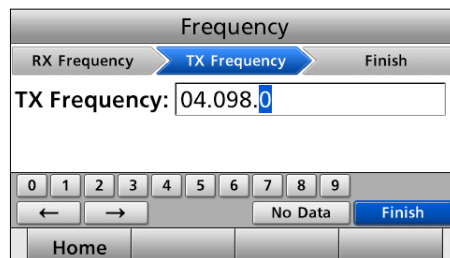 Frequency
RX Frequency TX Frequency Finish
TX Frequency: 04.098.0
0 1 2 3 4 5 6 7 8 9
← → No Data Finish
Home